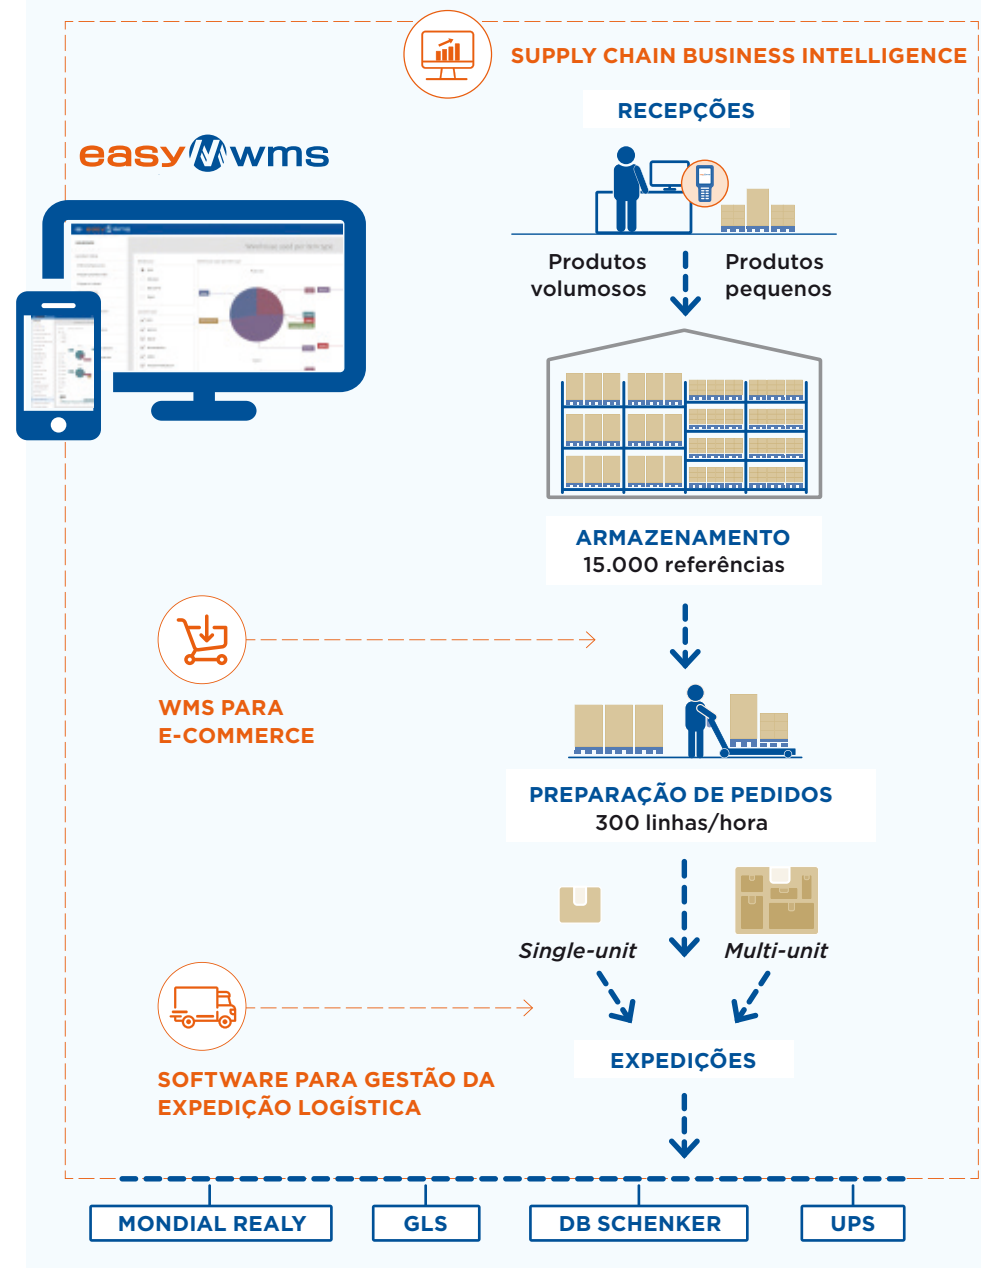 SUPPLY CHAIN BUSINESS INTELLIGENCE
RECEPÇÕES
easy wms
Produtos
volumosos
Produtos
pequenos
ARMAZENAMENTO
15.000 referências
WMS PARA
E-COMMERCE
PREPARAÇÃO DE PEDIDOS
300 linhas/hora
Single-unit
Multi-unit
SOFTWARE PARA GESTÃO DA
EXPEDIÇÃO LOGÍSTICA
EXPEDIÇÕES
MONDIAL REALY
GLS
DB SCHENKER
UPS